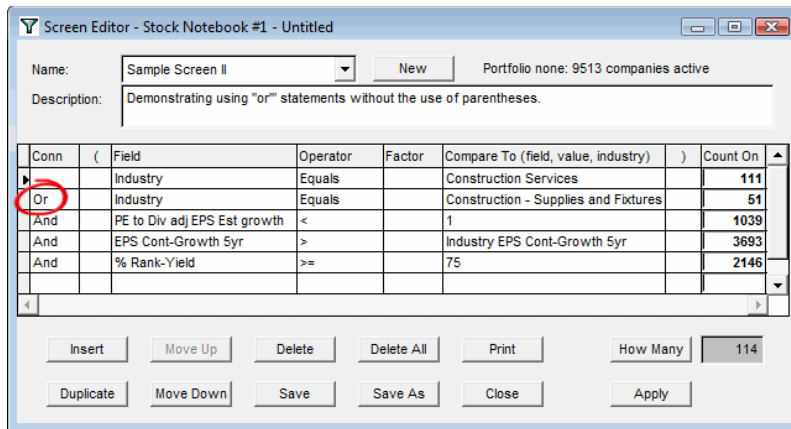 Screen Editor - Stock Notebook #1 - Untitled
Name: Sample Screen II New Portfolio none: 9513 companies active
Description: Demonstrating using "or'" statements without the use of parentheses.
Conn ( Field Operator Factor Compare To (field, value, industry) ) Count On
Industry Equals Construction Services 111
Or Industry Equals Construction - Supplies and Fixtures 51
And PE to Div adj EPS Est growth < 1 1039
And EPS Cont-Growth 5yr > Industry EPS Cont-Growth 5yr 3693
And % Rank-Yield >= 75 2146
Insert Move Up Delete Delete All Print How Many 114
Duplicate Move Down Save Save As Close Apply